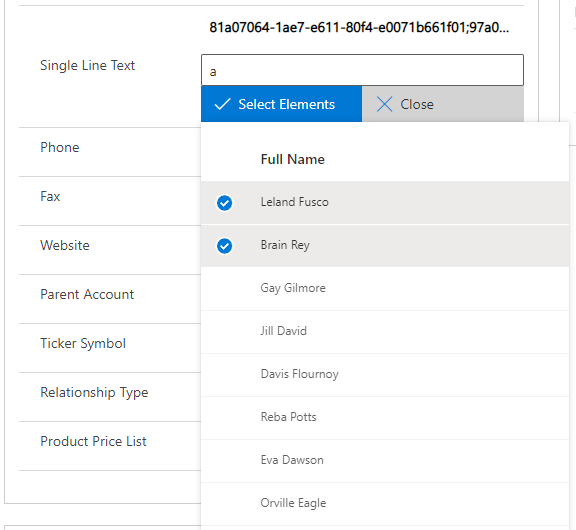 81a07064-1ae7-e611-80f4-e0071b661f01;97a0...
Single Line Text
a
Select Elements
Close
Phone
Full Name
Fax
Leland Fusco
Website
Brain Rey
Parent Account
Gay Gilmore
Ticker Symbol
Jill David
Davis Flournoy
Relationship Type
Reba Potts
Product Price List
Eva Dawson
Orville Eagle